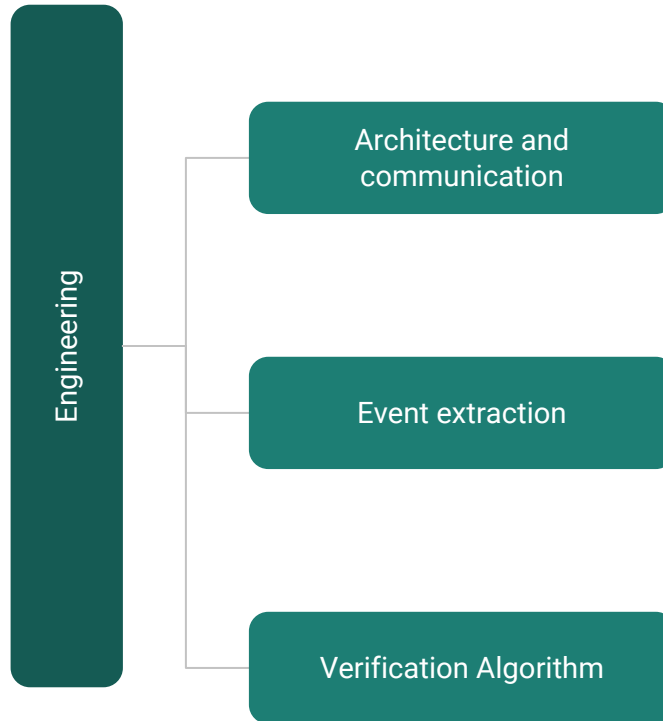 Engineering
Architecture and
communication
Event extraction
Verification Algorithm